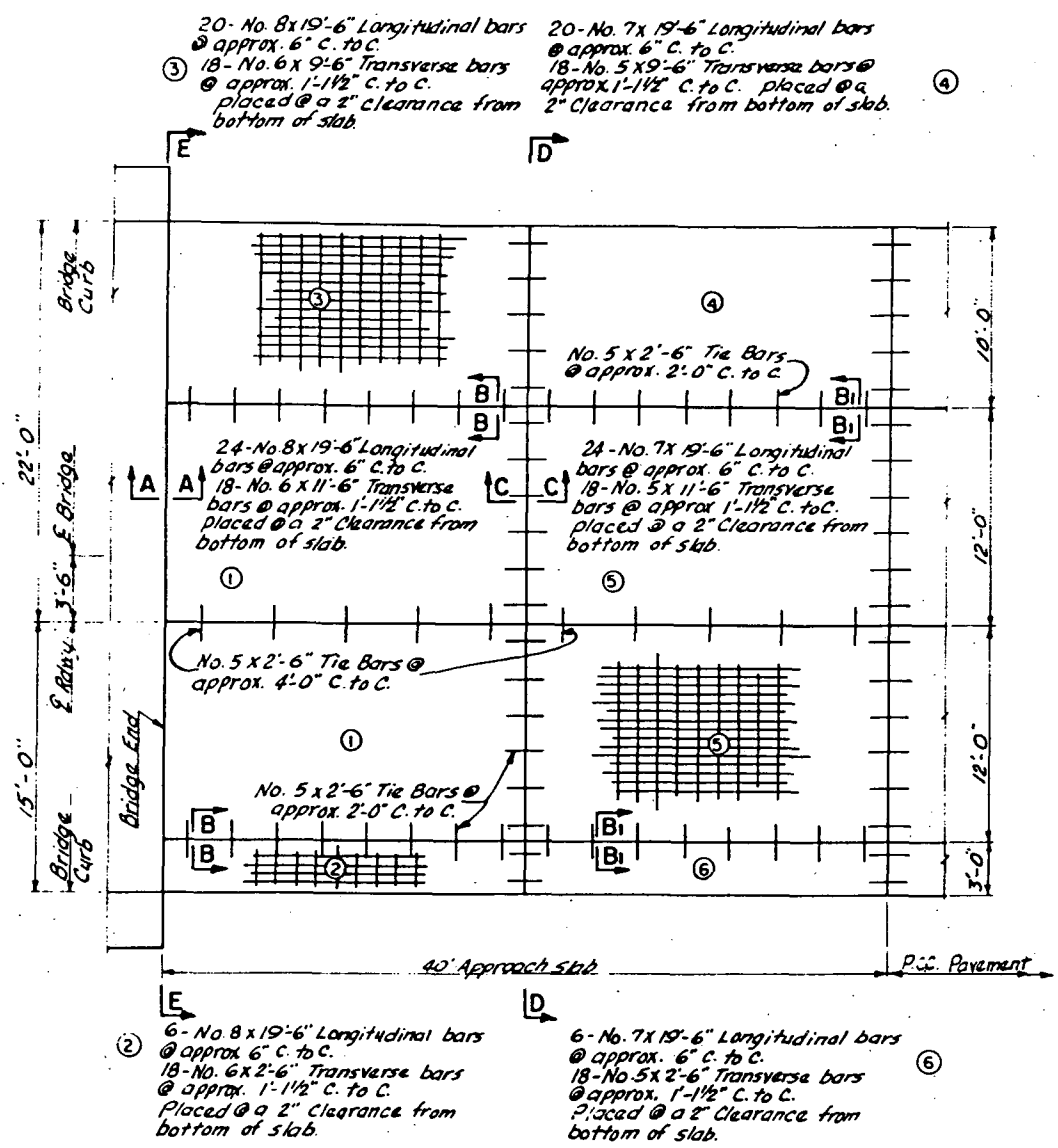 20- No. 8 x 19'-6" Longitudinal bars
@ approx. 6" C. to C.
③ 18- No. 6 x 9'-6" Transverse bars
@ approx. 1'-1½" C. to C.
placed @ a 2" Clearance from
bottom of slab.
20- No. 7 x 19'-6" Longitudinal bars
@ approx. 6" C. to C.
18- No. 5 x 9'-6" Transverse bars @
approx. 1'-1½" C. to C. placed @ a
2" Clearance from bottom of slab.
④
E
D
Bridge
Curb
22'-0"
③
④
10'-0"
No. 5 x 2'-6" Tie Bars
@ approx. 2'-0" C. to C.
B
B
B1
B1
24- No. 8 x 19'-6" Longitudinal
bars @ approx. 6" C. to C.
18- No. 6 x 11'-6" Transverse
bars @ approx. 1'-1½" C. to C.
placed @ a 2" Clearance from
bottom of slab.
①
A A
C C
24- No. 7 x 19'-6" Longitudinal
bars @ approx. 6" C. to C.
18- No. 5 x 11'-6" Transverse
bars @ approx 1'-1½" C. to C.
placed @ a 2" Clearance from
bottom of slab.
⑤
12'-0"
℄ Bridge
3'-6"
℄ Rdwy.
No. 5 x 2'-6" Tie Bars @
approx. 4'-0" C. to C.
15'-0"
Bridge End
①
⑤
12'-0"
No. 5 x 2'-6" Tie Bars @
approx. 2'-0" C. to C.
B
B
B1
B1
Bridge
Curb
②
⑥
3'-0"
40' Approach slab
P.C.C. Pavement
E
D
② 6- No. 8 x 19'-6" Longitudinal bars
@ approx 6" C. to C.
18- No. 6 x 2'-6" Transverse bars
@ approx. 1'-1½" C. to C.
Placed @ a 2" Clearance from
bottom of slab.
6- No. 7 x 19'-6" Longitudinal bars
@ approx. 6" C. to C.
18- No. 5 x 2'-6" Transverse bars
@ approx. 1'-1½" C. to C.
Placed @ a 2" Clearance from
bottom of slab.
⑥